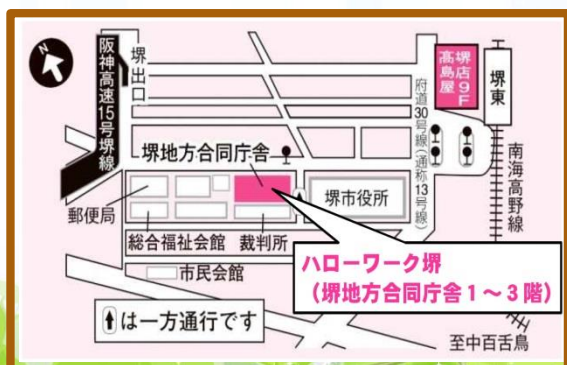 N
阪神高速15号堺線
堺出口
堺店9F
高島屋
堺東
府道30号線(通称13号線)
南海高野線
堺地方合同庁舎
堺市役所
郵便局
総合福祉会館
裁判所
市民会館
ハローワーク堺
(堺地方合同庁舎1～3階)
は一方通行です
至中百舌鳥